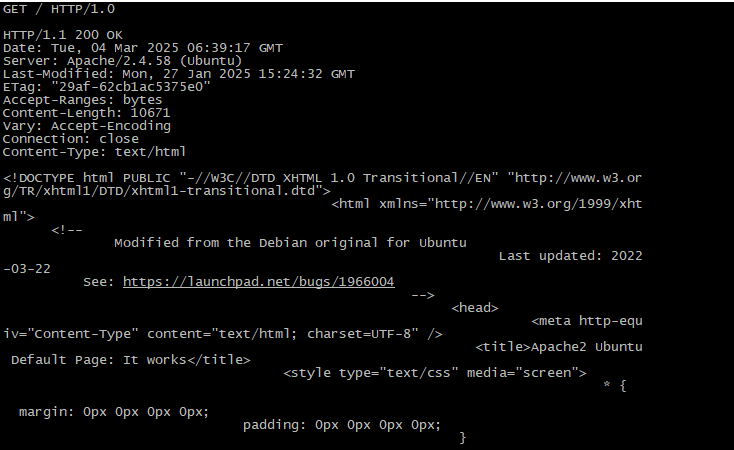 GET / HTTP/1.0
HTTP/1.1 200 OK
Date: Tue, 04 Mar 2025 06:39:17 GMT
Server: Apache/2.4.58 (Ubuntu)
Last-Modified: Mon, 27 Jan 2025 15:24:32 GMT
ETag: "29af-62cb1ac5375e0"
Accept-Ranges: bytes
Content-Length: 10671
Vary: Accept-Encoding
Connection: close
Content-Type: text/html
<!DOCTYPE html PUBLIC "-//W3C//DTD XHTML 1.0 Transitional//EN" "http://www.w3.or
g/TR/xhtml1/DTD/xhtml1-transitional.dtd">
<html xmlns="http://www.w3.org/1999/xht
ml">
<!--
Modified from the Debian original for Ubuntu
Last updated: 2022
-03-22
See: https://launchpad.net/bugs/1966004
-->
<head>
<meta http-equ
iv="Content-Type" content="text/html; charset=UTF-8" />
<title>Apache2 Ubuntu
Default Page: It works</title>
<style type="text/css" media="screen">
* {
margin: 0px 0px 0px 0px;
padding: 0px 0px 0px 0px;
}